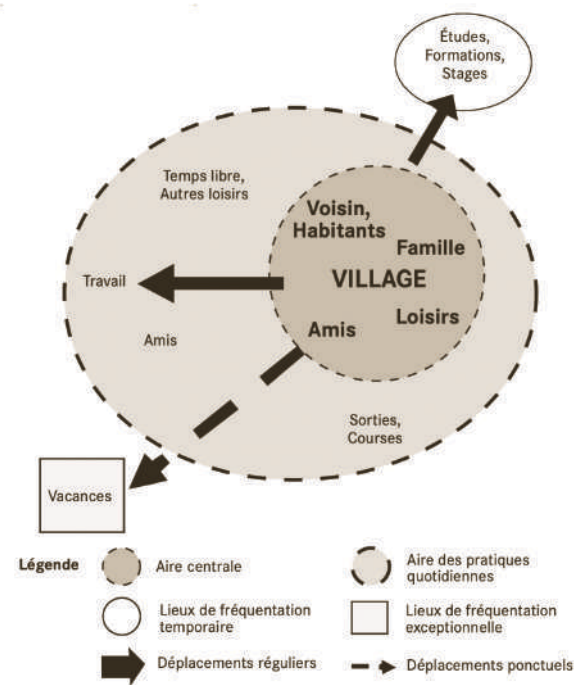 Études,
Formations,
Stages
Temps libre,
Autres loisirs
Voisin,
Habitants
Famille
VILLAGE
Travail
Loisirs
Amis
Amis
Sorties,
Courses
Vacances
Légende
Aire centrale
Aire des pratiques
quotidiennes
Lieux de fréquentation
temporaire
Lieux de fréquentation
exceptionnelle
Déplacements réguliers
Déplacements ponctuels